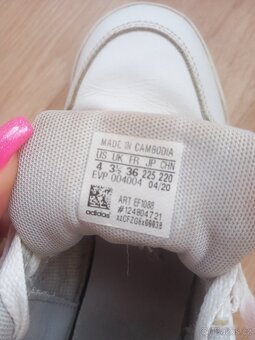 MADE IN CAMBODIA
US UK FR JP CHN
4 3½ 36 225 220
EVP 004004 04/20
ART EF1088
#124804721
adidas